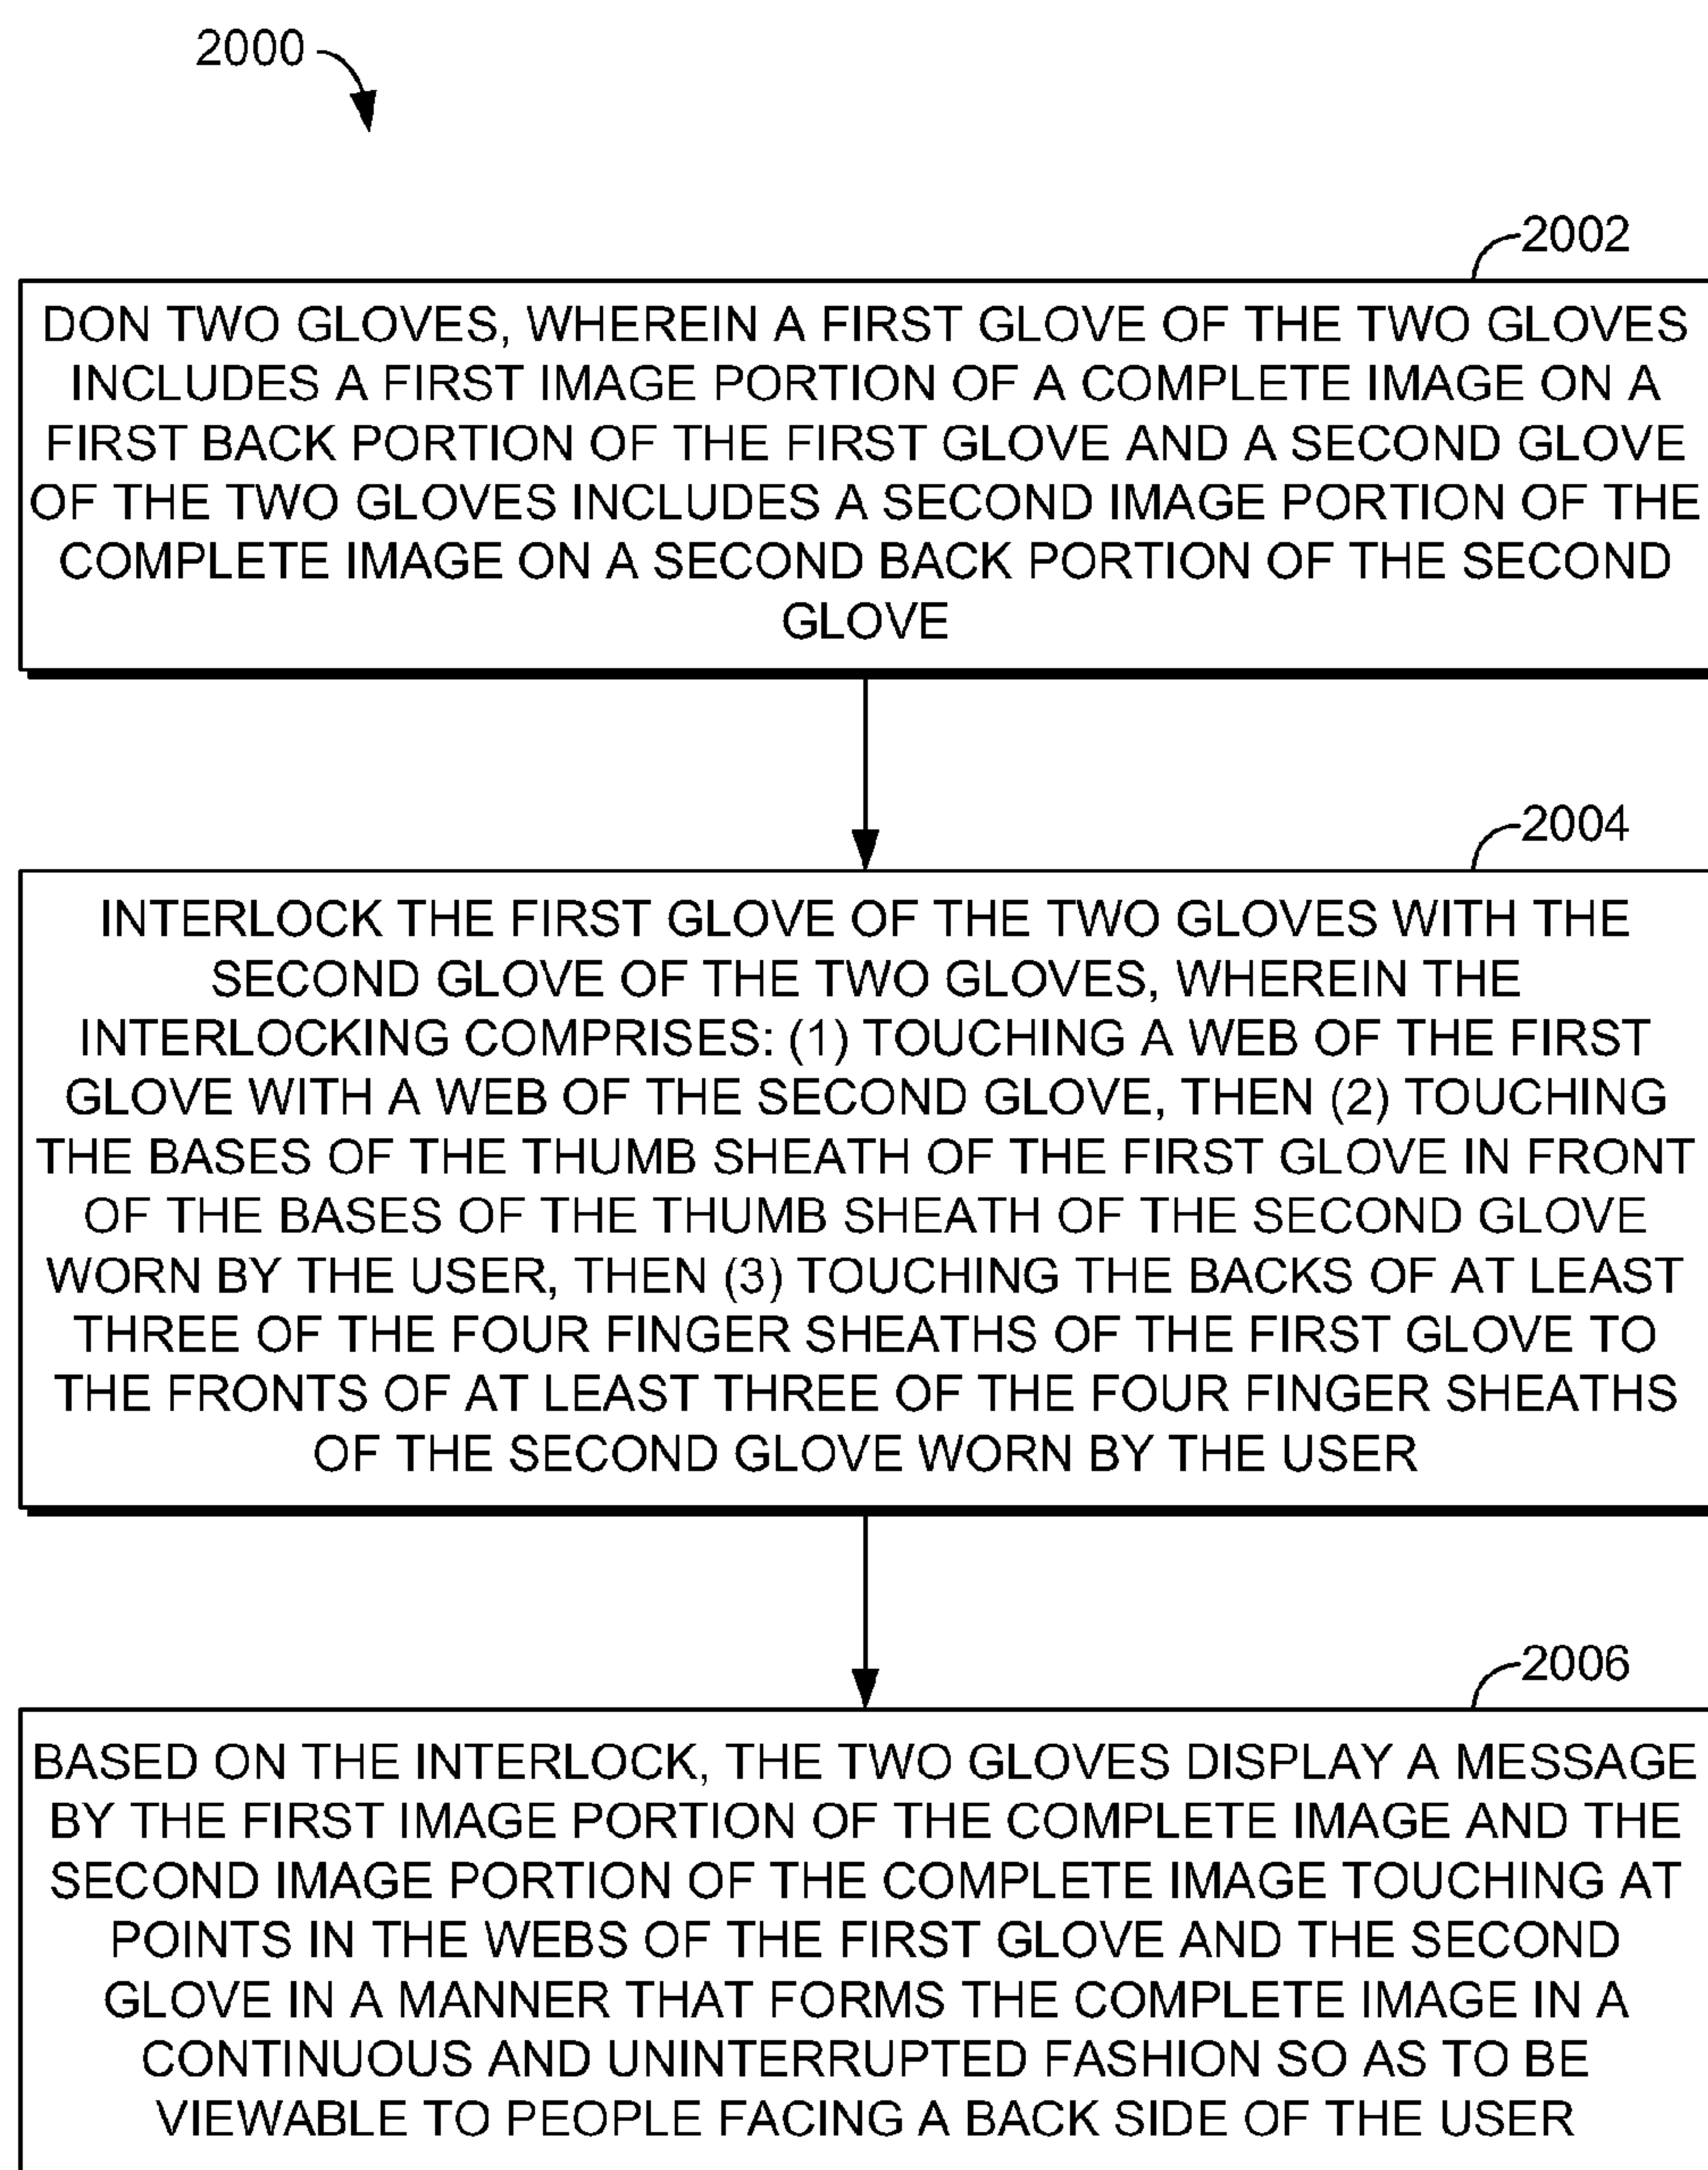 2000
2002
DON TWO GLOVES, WHEREIN A FIRST GLOVE OF THE TWO GLOVES
INCLUDES A FIRST IMAGE PORTION OF A COMPLETE IMAGE ON A
FIRST BACK PORTION OF THE FIRST GLOVE AND A SECOND GLOVE
OF THE TWO GLOVES INCLUDES A SECOND IMAGE PORTION OF THE
COMPLETE IMAGE ON A SECOND BACK PORTION OF THE SECOND
GLOVE
2004
INTERLOCK THE FIRST GLOVE OF THE TWO GLOVES WITH THE
SECOND GLOVE OF THE TWO GLOVES, WHEREIN THE
INTERLOCKING COMPRISES: (1) TOUCHING A WEB OF THE FIRST
GLOVE WITH A WEB OF THE SECOND GLOVE, THEN (2) TOUCHING
THE BASES OF THE THUMB SHEATH OF THE FIRST GLOVE IN FRONT
OF THE BASES OF THE THUMB SHEATH OF THE SECOND GLOVE
WORN BY THE USER, THEN (3) TOUCHING THE BACKS OF AT LEAST
THREE OF THE FOUR FINGER SHEATHS OF THE FIRST GLOVE TO
THE FRONTS OF AT LEAST THREE OF THE FOUR FINGER SHEATHS
OF THE SECOND GLOVE WORN BY THE USER
2006
BASED ON THE INTERLOCK, THE TWO GLOVES DISPLAY A MESSAGE
BY THE FIRST IMAGE PORTION OF THE COMPLETE IMAGE AND THE
SECOND IMAGE PORTION OF THE COMPLETE IMAGE TOUCHING AT
POINTS IN THE WEBS OF THE FIRST GLOVE AND THE SECOND
GLOVE IN A MANNER THAT FORMS THE COMPLETE IMAGE IN A
CONTINUOUS AND UNINTERRUPTED FASHION SO AS TO BE
VIEWABLE TO PEOPLE FACING A BACK SIDE OF THE USER